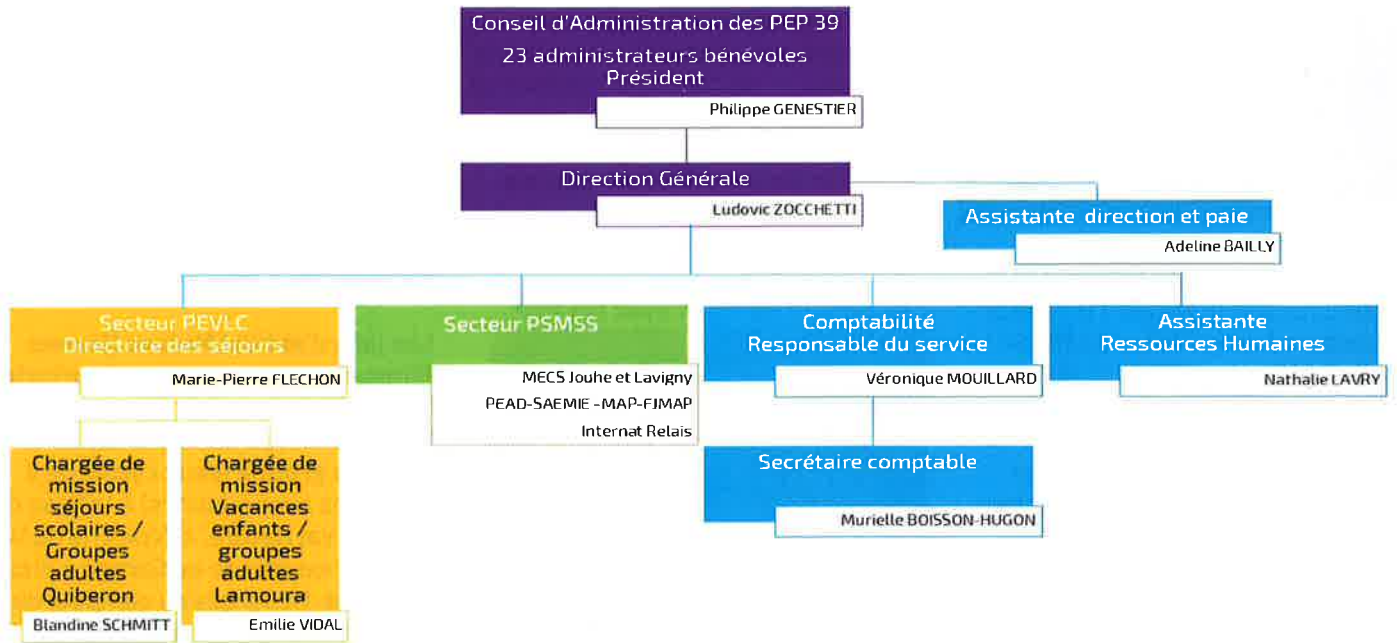 Conseil d'Administration des PEP 39
23 administrateurs bénévoles
Président
Philippe GENESTIER
Direction Générale
Ludovic ZOCCHETTI
Assistante direction et paie
Adeline BAILLY
Secteur PEVLC
Directrice des séjours
Marie-Pierre FLECHON
Secteur PSMSS
MECS Jouhe et Lavigny
PEAD-SAEMIE -MAP-FJMAP
Internat Relais
Comptabilité
Responsable du service
Véronique MOUILLARD
Assistante
Ressources Humaines
Nathalie LAVRY
Chargée de
mission
séjours
scolaires /
Groupes
adultes
Quiberon
Blandine SCHMITT
Chargée de
mission
Vacances
enfants /
groupes
adultes
Lamoura
Emilie VIDAL
Secrétaire comptable
Murielle BOISSON-HUGON